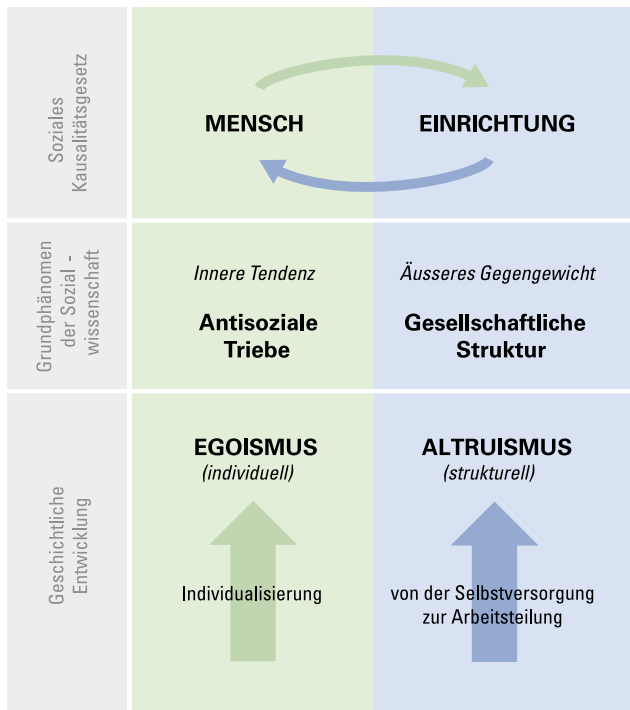 Soziales
Kausalitätsgesetz
MENSCH
EINRICHTUNG
Grundphänomen
der Sozial -
wissenschaft
Innere Tendenz
Äusseres Gegengewicht
Antisoziale
Triebe
Gesellschaftliche
Struktur
Geschichtliche
Entwicklung
EGOISMUS
(individuell)
ALTRUISMUS
(strukturell)
Individualisierung
von der Selbstversorgung
zur Arbeitsteilung